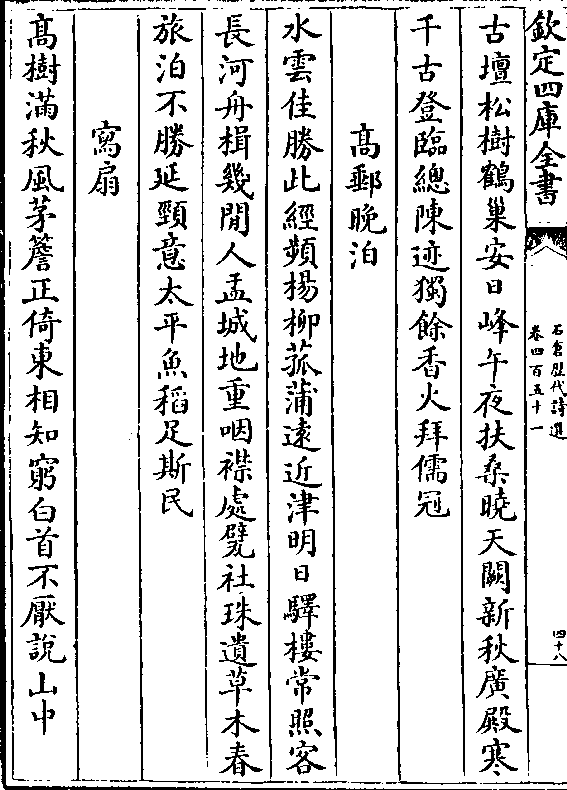 欽定四庫全書
石倉歷代詩選
卷四百五十一
四十八
古壇松樹鶴巢安日峰午夜扶桑曉天闕新秋廣殿寒
千古登臨總陳迹獨餘香火拜儒冠
高郵晩泊
水雲佳勝此經頻楊柳菰蒲遠近津明日驛樓常照客
長河舟楫幾閒人盂城地重咽襟處甓社珠遺草木春
旅泊不勝延頸意太平魚稻足斯民
寫扇
髙樹滿秋風茅簷正倚東相知窮白首不厭說山中